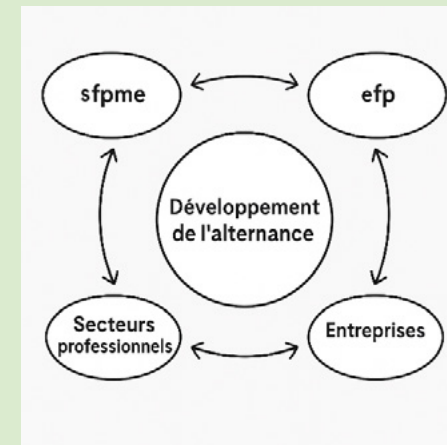 sfpme
efp
Développement
de l'alternance
Secteurs
professionnels
Entreprises